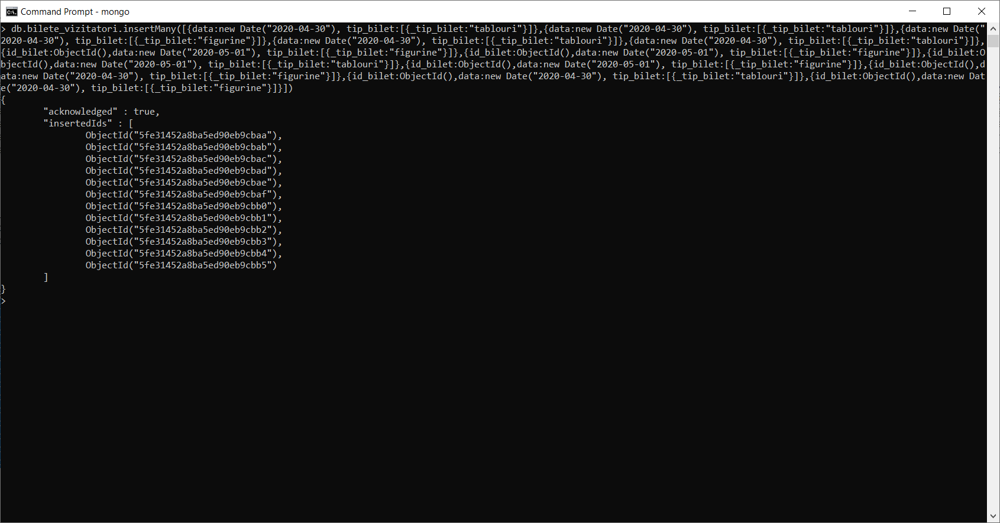 Command Prompt - mongo
> db.bilete_vizitatori.insertMany([{data:new Date("2020-04-30"), tip_bilet:[{_tip_bilet:"tablouri"}]},{data:new Date("2020-04-30"), tip_bilet:[{_tip_bilet:"tablouri"}]},{data:new Date("
2020-04-30"), tip_bilet:[{_tip_bilet:"figurine"}]},{data:new Date("2020-04-30"), tip_bilet:[{_tip_bilet:"tablouri"}]},{data:new Date("2020-04-30"), tip_bilet:[{_tip_bilet:"tablouri"}]},
{id_bilet:ObjectId(),data:new Date("2020-05-01"), tip_bilet:[{_tip_bilet:"figurine"}]},{id_bilet:ObjectId(),data:new Date("2020-05-01"), tip_bilet:[{_tip_bilet:"figurine"}]},{id_bilet:O
bjectId(),data:new Date("2020-05-01"), tip_bilet:[{_tip_bilet:"tablouri"}]},{id_bilet:ObjectId(),data:new Date("2020-05-01"), tip_bilet:[{_tip_bilet:"figurine"}]},{id_bilet:ObjectId(),d
ata:new Date("2020-04-30"), tip_bilet:[{_tip_bilet:"figurine"}]},{id_bilet:ObjectId(),data:new Date("2020-04-30"), tip_bilet:[{_tip_bilet:"tablouri"}]},{id_bilet:ObjectId(),data:new Dat
e("2020-04-30"), tip_bilet:[{_tip_bilet:"figurine"}]}])
{
"acknowledged" : true,
"insertedIds" : [
ObjectId("5fe31452a8ba5ed90eb9cbaa"),
ObjectId("5fe31452a8ba5ed90eb9cbab"),
ObjectId("5fe31452a8ba5ed90eb9cbac"),
ObjectId("5fe31452a8ba5ed90eb9cbad"),
ObjectId("5fe31452a8ba5ed90eb9cbae"),
ObjectId("5fe31452a8ba5ed90eb9cbaf"),
ObjectId("5fe31452a8ba5ed90eb9cbb0"),
ObjectId("5fe31452a8ba5ed90eb9cbb1"),
ObjectId("5fe31452a8ba5ed90eb9cbb2"),
ObjectId("5fe31452a8ba5ed90eb9cbb3"),
ObjectId("5fe31452a8ba5ed90eb9cbb4"),
ObjectId("5fe31452a8ba5ed90eb9cbb5")
]
}
>